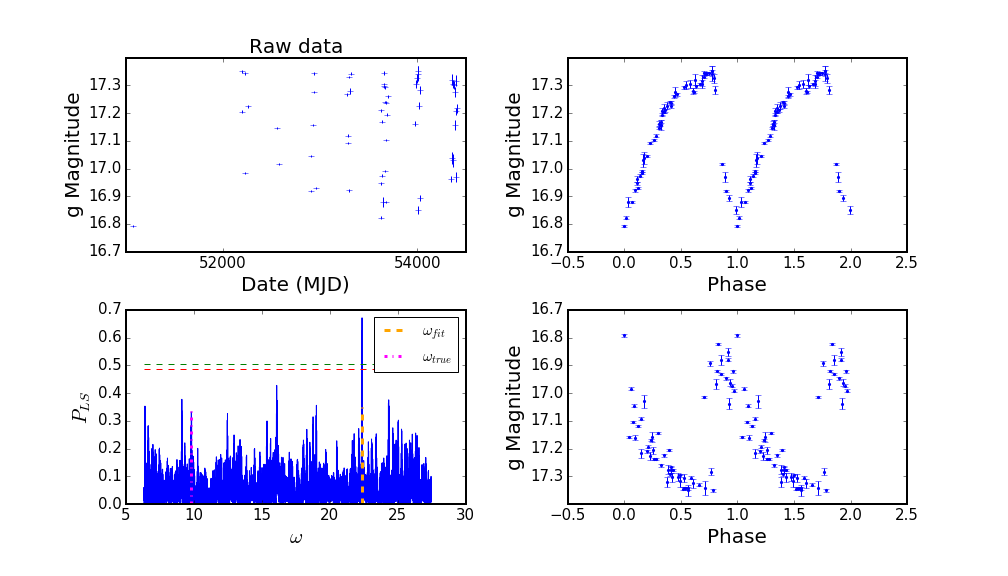 Raw data
g Magnitude
17.3
17.2
17.1
17.0
16.9
16.8
16.7
52000
54000
Date (MJD)
g Magnitude
17.3
17.2
17.1
17.0
16.9
16.8
16.7
−0.5 0.0 0.5 1.0 1.5 2.0 2.5
Phase
P_LS
0.7
0.6
0.5
0.4
0.3
0.2
0.1
0.0
5 10 15 20 25 30
ω
ω_fit
ω_true
g Magnitude
16.7
16.8
16.9
17.0
17.1
17.2
17.3
−0.5 0.0 0.5 1.0 1.5 2.0 2.5
Phase